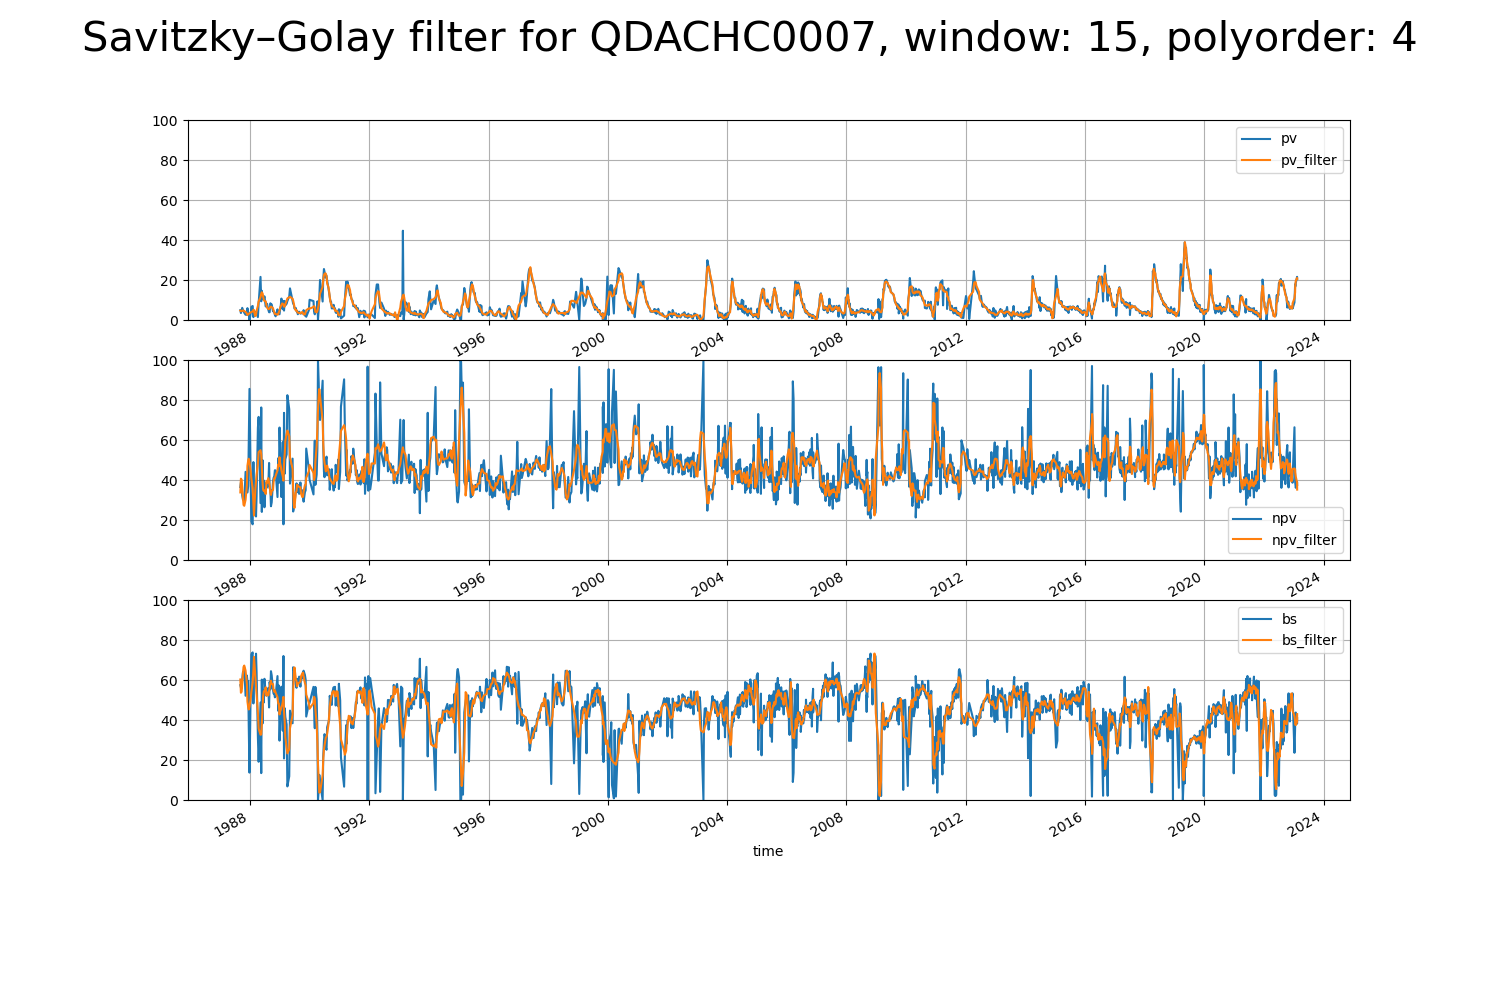 Savitzky–Golay filter for QDACHC0007, window: 15, polyorder: 4
100
80
60
40
20
0
pv
pv_filter
1988 1992 1996 2000 2004 2008 2012 2016 2020 2024
100
80
60
40
20
0
npv
npv_filter
1988 1992 1996 2000 2004 2008 2012 2016 2020 2024
100
80
60
40
20
0
bs
bs_filter
1988 1992 1996 2000 2004 2008 2012 2016 2020 2024
time